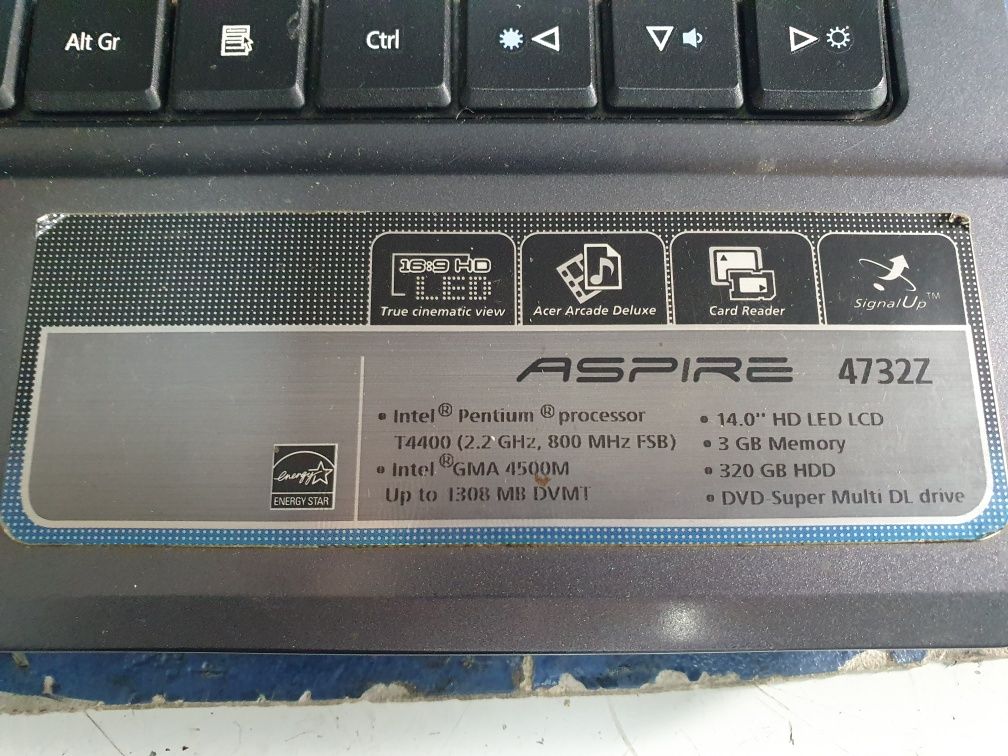 Alt Gr
Ctrl
16:9 HD
LED
True cinematic view
Acer Arcade Deluxe
Card Reader
SignalUp™
ASPIRE 4732Z
• Intel® Pentium® processor
T4400 (2.2 GHz, 800 MHz FSB)
• Intel® GMA 4500M
Up to 1308 MB DVMT
• 14.0" HD LED LCD
• 3 GB Memory
• 320 GB HDD
• DVD-Super Multi DL drive
energy
ENERGY STAR